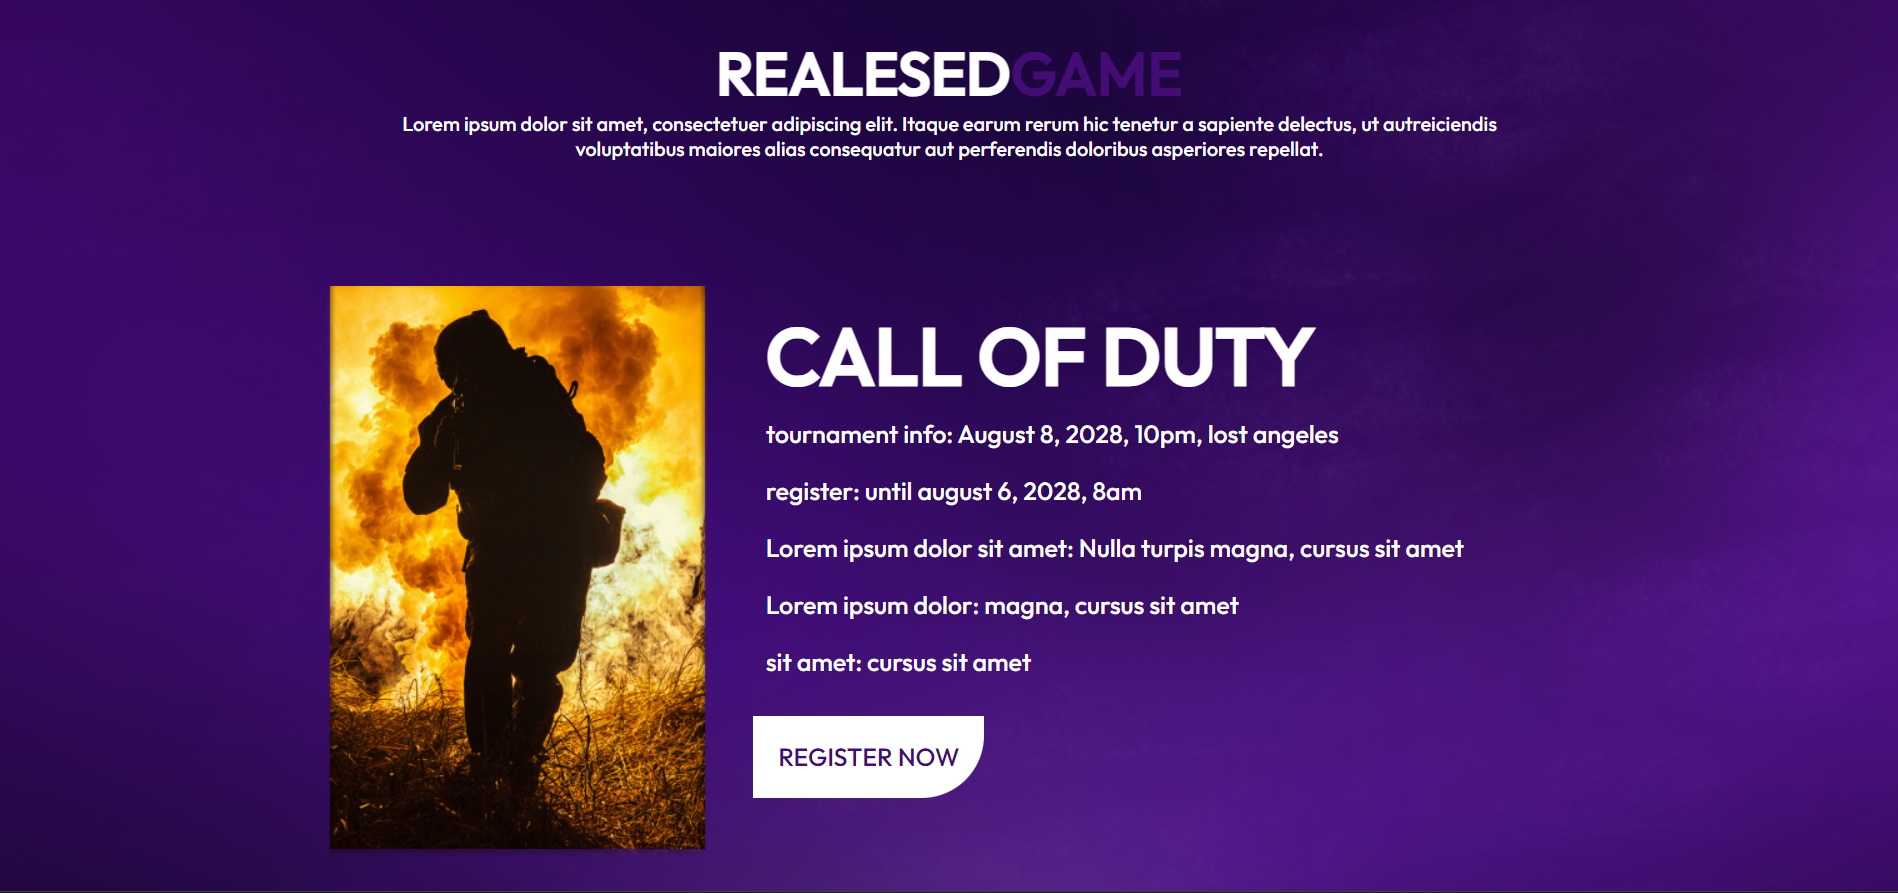 REALESEDGAME
Lorem ipsum dolor sit amet, consectetuer adipiscing elit. Itaque earum rerum hic tenetur a sapiente delectus, ut autreiciendis
voluptatibus maiores alias consequatur aut perferendis doloribus asperiores repellat.
CALL OF DUTY
tournament info: August 8, 2028, 10pm, lost angeles
register: until august 6, 2028, 8am
Lorem ipsum dolor sit amet: Nulla turpis magna, cursus sit amet
Lorem ipsum dolor: magna, cursus sit amet
sit amet: cursus sit amet
REGISTER NOW